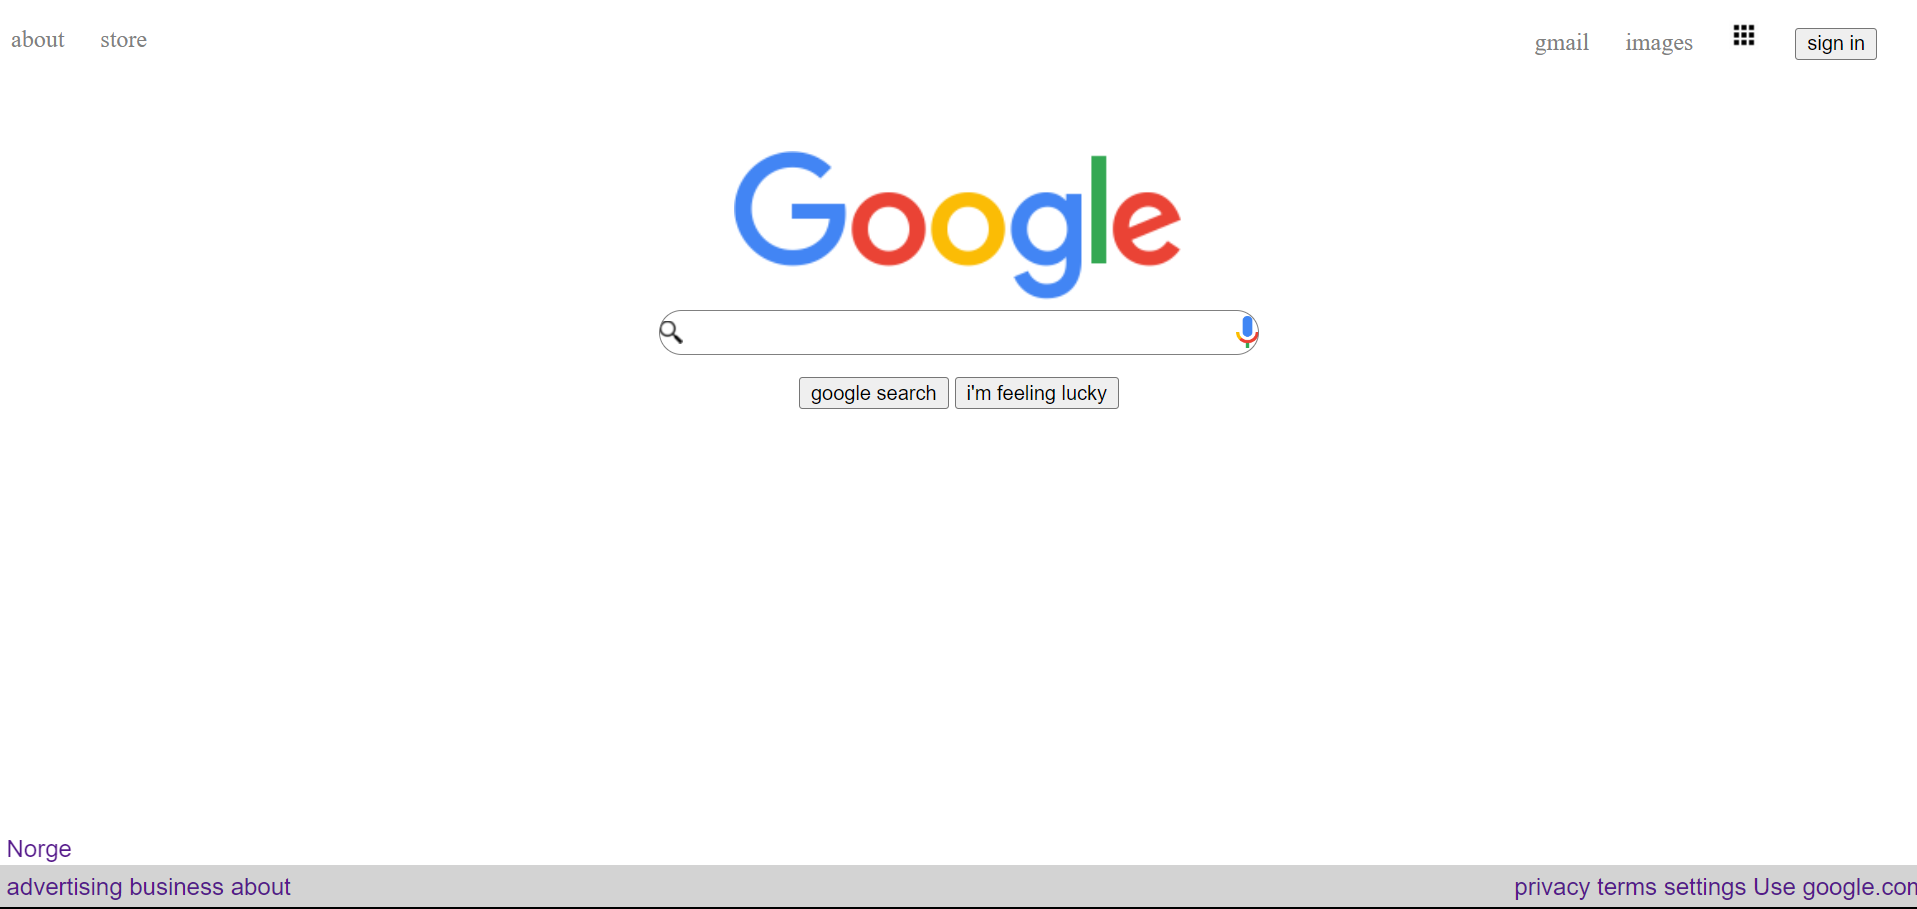 about store gmail images sign in
Google
google search i'm feeling lucky
Norge
advertising business about privacy terms settings Use google.com